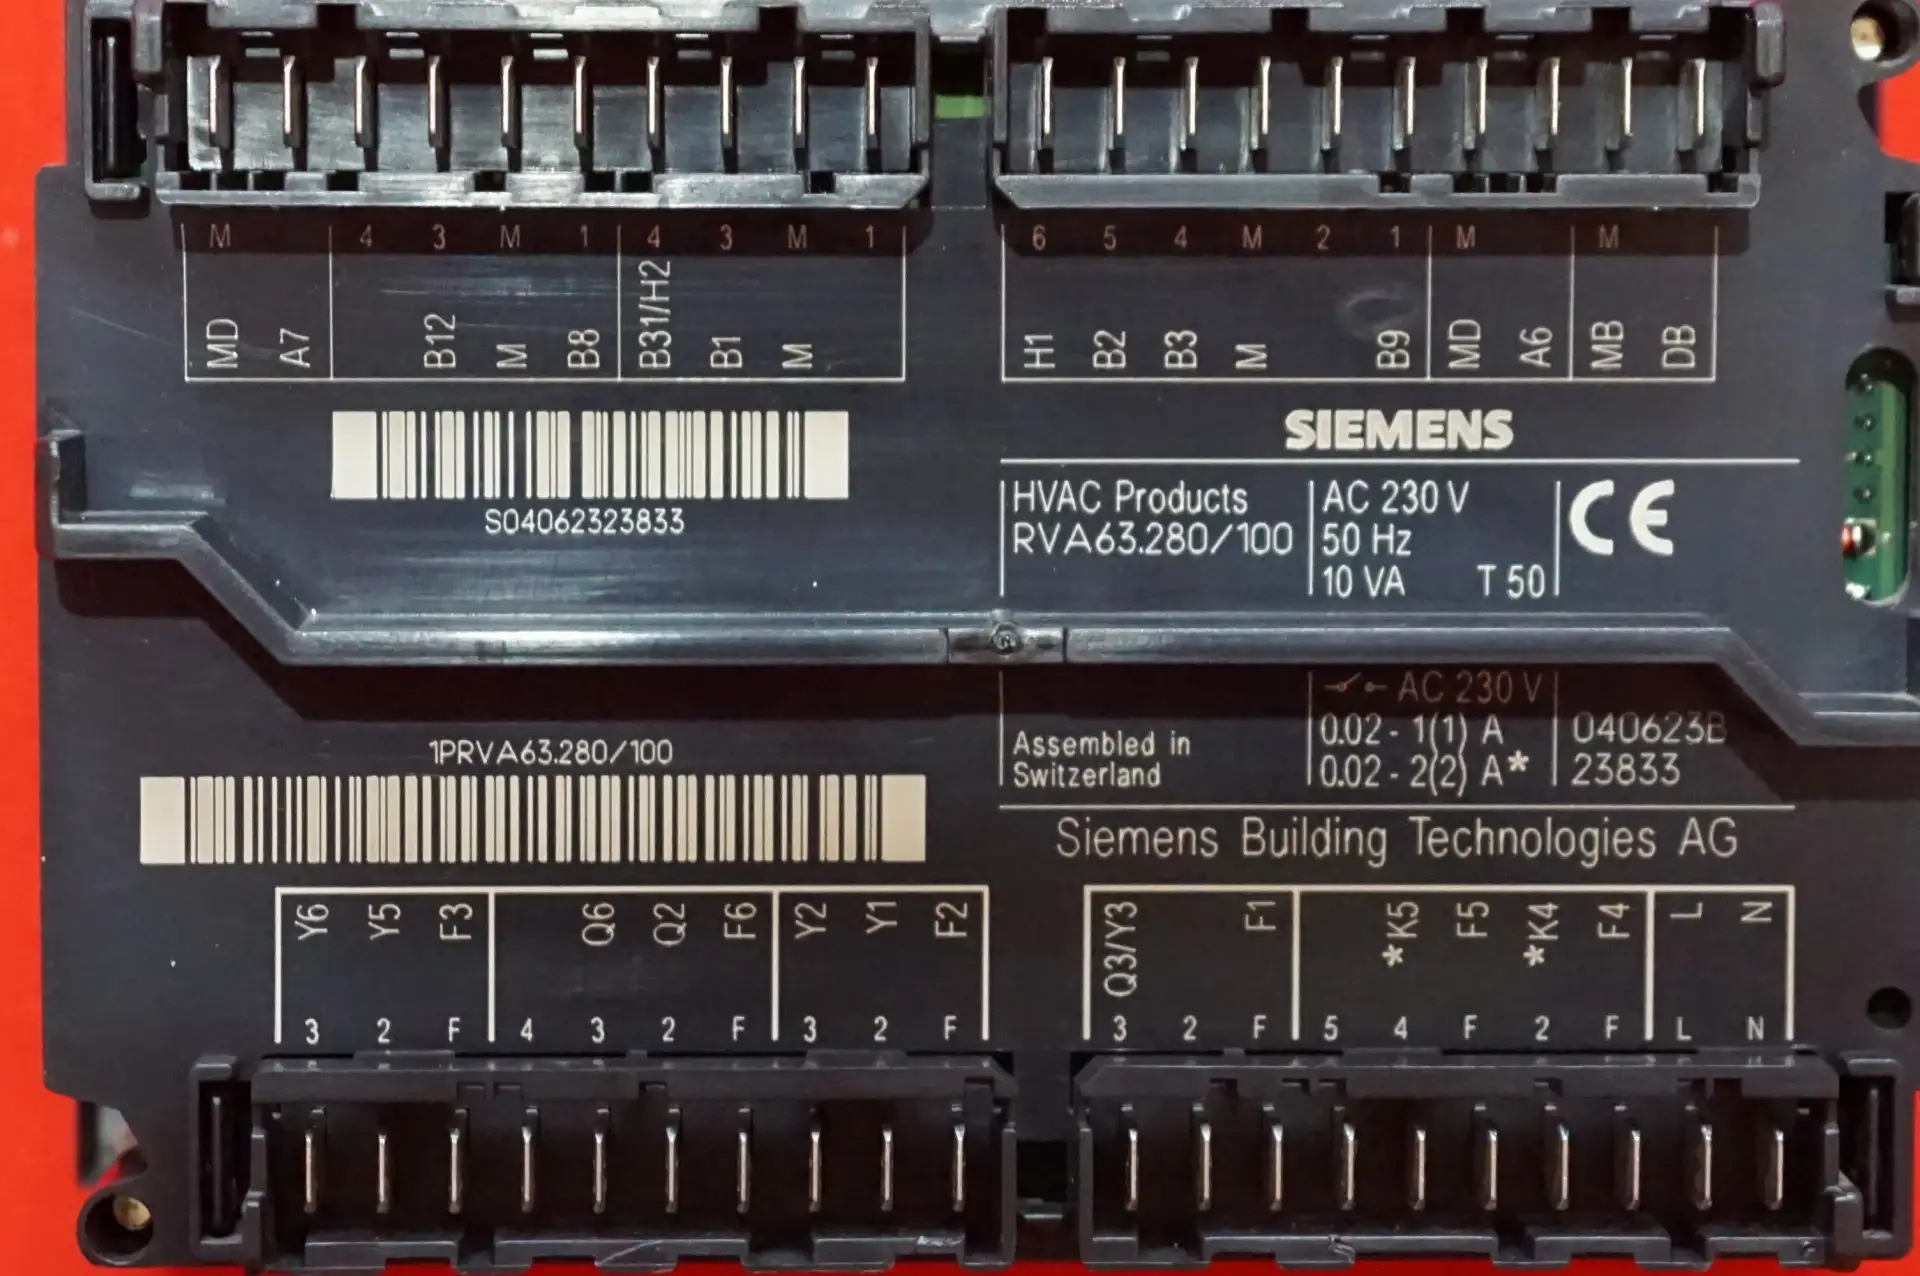 M 4 3 M 1 4 3 M 1
MD A7 B12 M B8 B31/H2 B1 M
6 5 4 M 2 1 M M
H1 B2 B3 M B9 MD A6 MB DB
S04062323833
SIEMENS
HVAC Products
RVA63.280/100
AC 230 V
50 Hz
10 VA T 50
CE
1PRVA63.280/100
Assembled in
Switzerland
AC 230 V
0.02 - 1(1) A
0.02 - 2(2) A*
040623B
23833
Siemens Building Technologies AG
Y6 Y5 F3 Q6 Q2 F6 Y2 Y1 F2
3 2 F 4 3 2 F 3 2 F
Q3/Y3 F1 *K5 F5 *K4 F4 L N
3 2 F 5 4 F 2 F L N